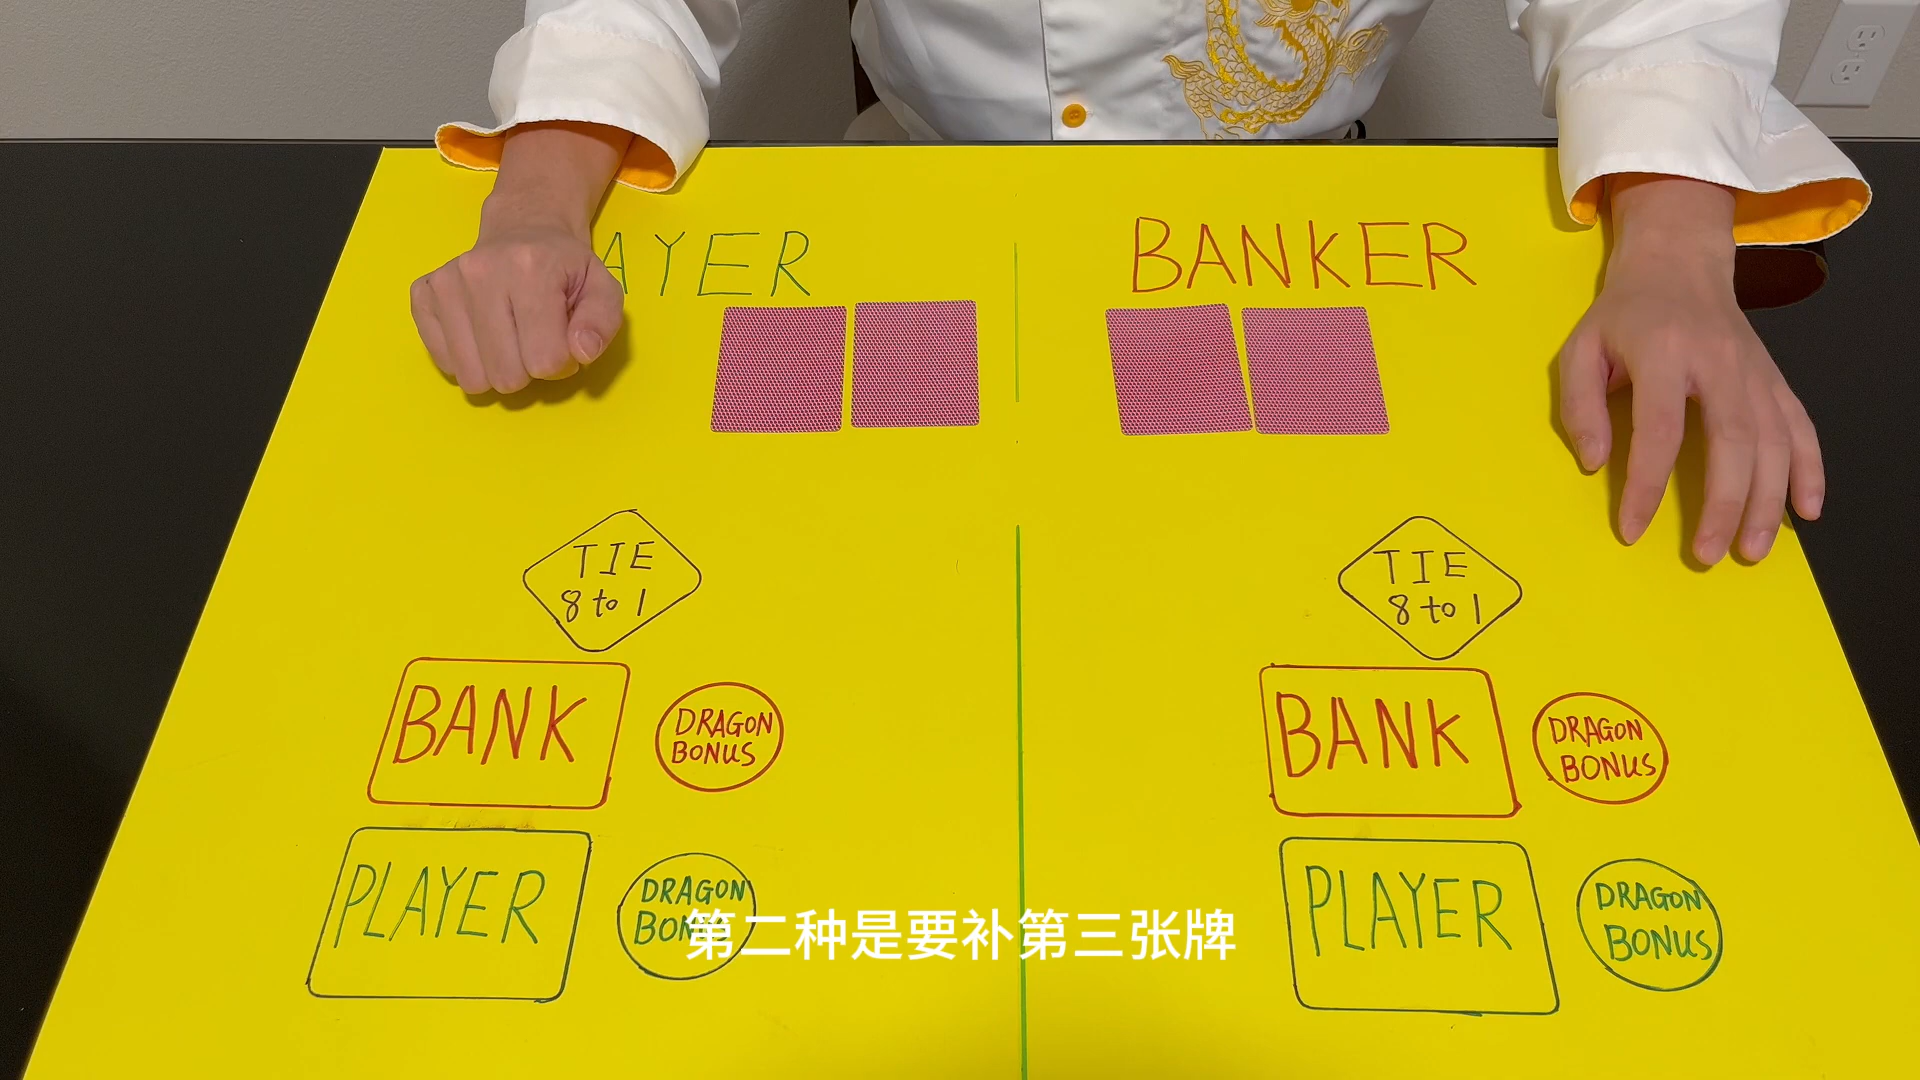 AYER
BANKER
TIE
8 to 1
TIE
8 to 1
BANK
DRAGON
BONUS
BANK
DRAGON
BONUS
PLAYER
DRAGON
BONUS
PLAYER
DRAGON
BONUS
第二种是要补第三张牌